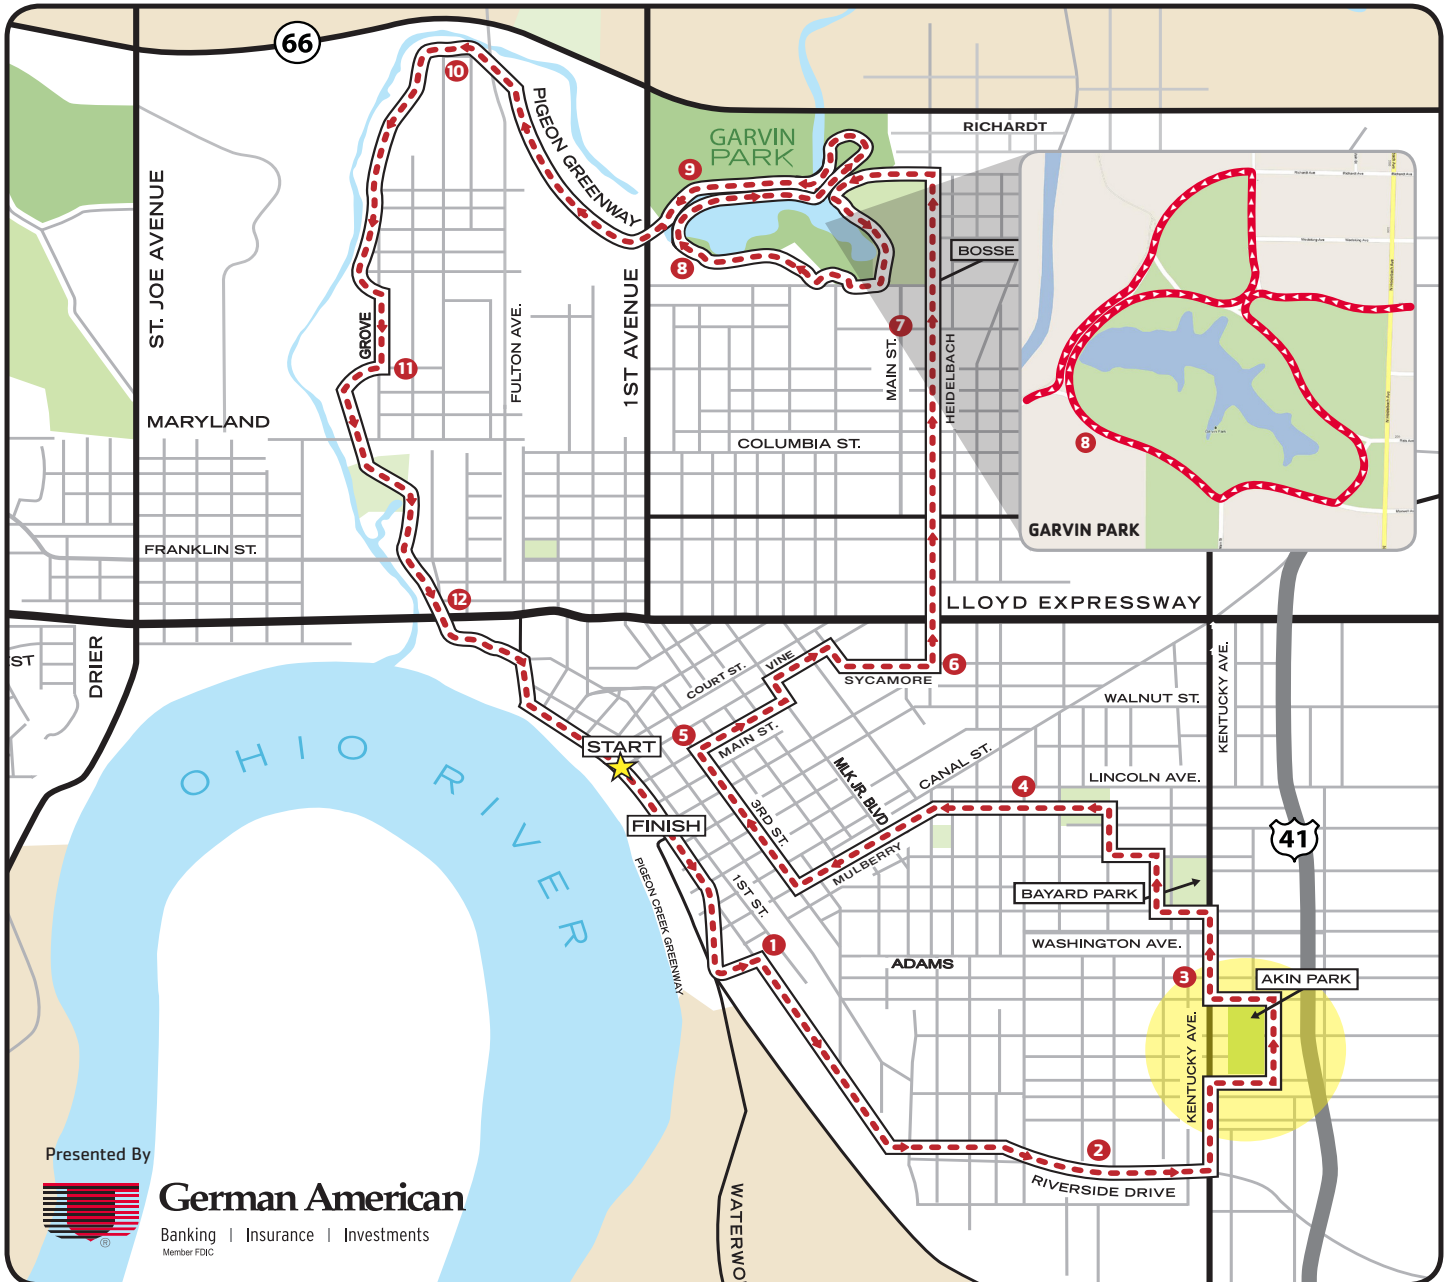 66
10
PIGEON GREENWAY
GARVIN
PARK
RICHARDT
9
8
BOSSE
ST. JOE AVENUE
1ST AVENUE
FULTON AVE.
GROVE
11
7
MAIN ST.
HEIDELBACH
MARYLAND
COLUMBIA ST.
8
GARVIN PARK
FRANKLIN ST.
12
LLOYD EXPRESSWAY
ST
DRIER
COURT ST.
VINE
SYCAMORE
6
KENTUCKY AVE.
WALNUT ST.
5
MAIN ST.
START
OHIO RIVER
MLK JR. BLVD
CANAL ST.
LINCOLN AVE.
4
3RD ST.
FINISH
41
MULBERRY
PIGEON CREEK GREENWAY
1ST ST.
BAYARD PARK
1
WASHINGTON AVE.
ADAMS
3
AKIN PARK
KENTUCKY AVE.
2
RIVERSIDE DRIVE
WATERWO
Presented By
German American
®
Banking | Insurance | Investments
Member FDIC